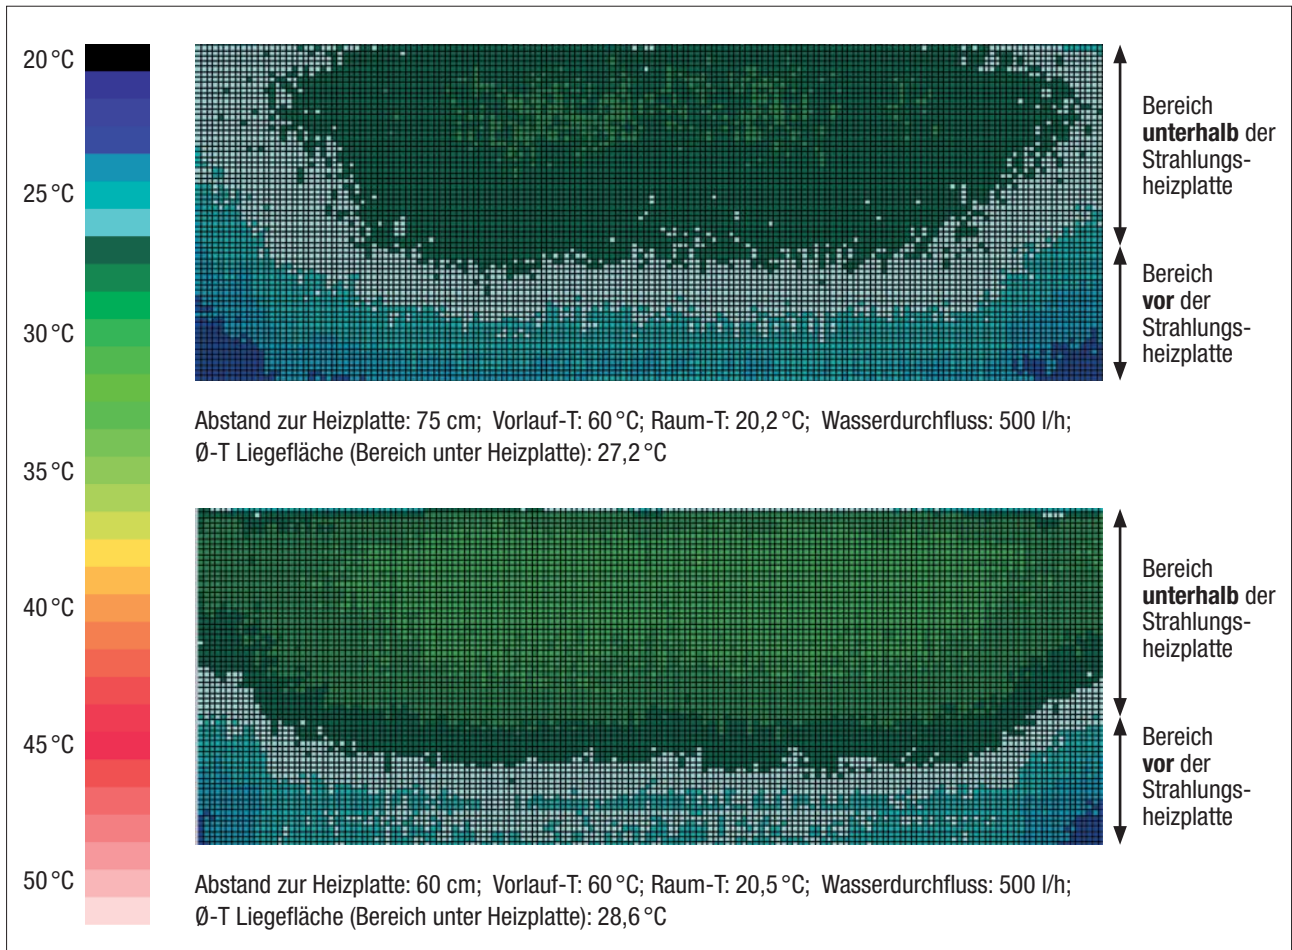 20 °C
25 °C
30 °C
35 °C
40 °C
45 °C
50 °C
Bereich
unterhalb der
Strahlungs-
heizplatte
Bereich
vor der
Strahlungs-
heizplatte
Abstand zur Heizplatte: 75 cm; Vorlauf-T: 60 °C; Raum-T: 20,2 °C; Wasserdurchfluss: 500 l/h;
Ø-T Liegefläche (Bereich unter Heizplatte): 27,2 °C
Bereich
unterhalb der
Strahlungs-
heizplatte
Bereich
vor der
Strahlungs-
heizplatte
Abstand zur Heizplatte: 60 cm; Vorlauf-T: 60 °C; Raum-T: 20,5 °C; Wasserdurchfluss: 500 l/h;
Ø-T Liegefläche (Bereich unter Heizplatte): 28,6 °C